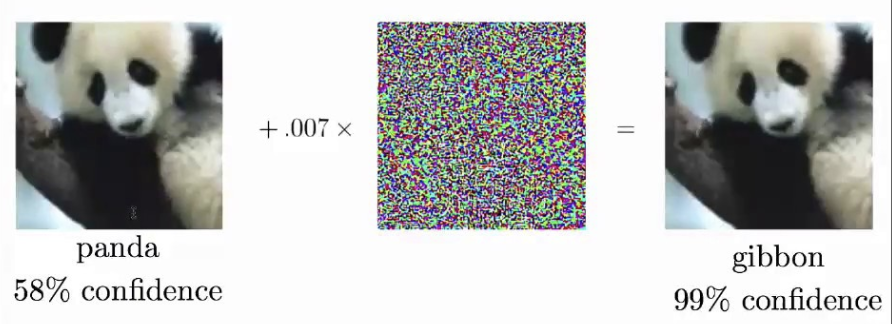 + .007 × =
panda
58% confidence
gibbon
99% confidence